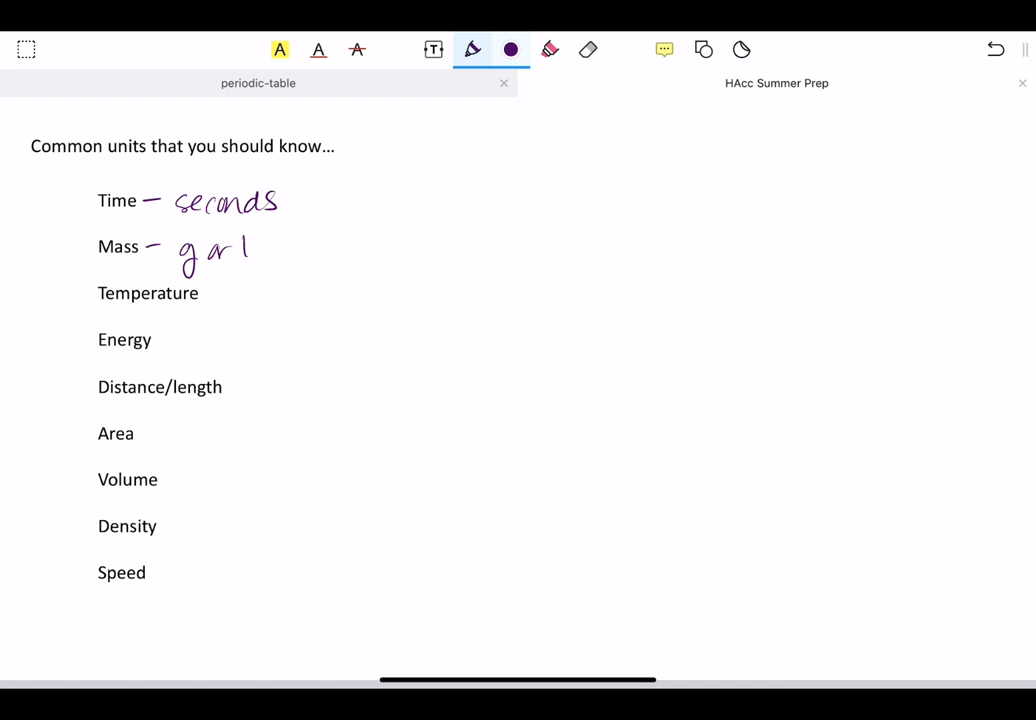 A A A T
periodic-table × HAcc Summer Prep ×
Common units that you should know...
Time – seconds
Mass – g or
Temperature
Energy
Distance/length
Area
Volume
Density
Speed